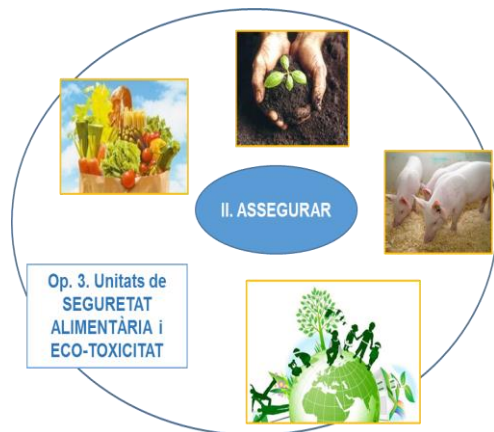 II. ASSEGURAR
Op. 3. Unitats de
SEGURETAT
ALIMENTÀRIA i
ECO-TOXICITAT